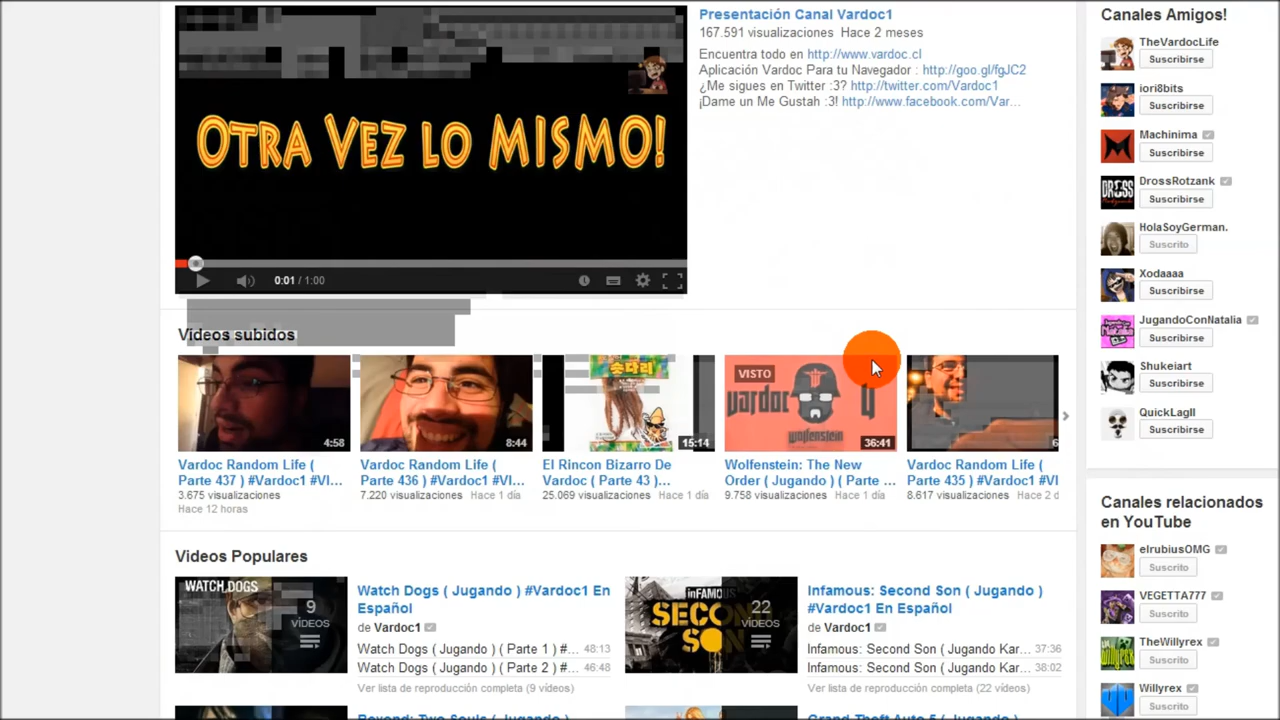 OTRA VEZ LO MISMO!
0:01 / 1:00
Presentación Canal Vardoc1
167.591 visualizaciones Hace 2 meses
Encuentra todo en http://www.vardoc.cl
Aplicación Vardoc Para tu Navegador : http://goo.gl/fgJC2
¿Me sigues en Twitter :3? http://twitter.com/Vardoc1
¡Dame un Me Gustah :3! http://www.facebook.com/Var...
Videos subidos
4:58
Vardoc Random Life (
Parte 437 ) #Vardoc1 #VI...
3.675 visualizaciones
Hace 12 horas
8:44
Vardoc Random Life (
Parte 436 ) #Vardoc1 #VI...
7.220 visualizaciones Hace 1 día
15:14
El Rincon Bizarro De
Vardoc ( Parte 43 )...
25.069 visualizaciones Hace 1 día
VISTO
vardoc
wolfenstein
36:41
Wolfenstein: The New
Order ( Jugando ) ( Parte ...
9.758 visualizaciones Hace 1 día
6
Vardoc Random Life (
Parte 435 ) #Vardoc1 #VI
8.617 visualizaciones Hace 2 d
Videos Populares
WATCH DOGS
9
VÍDEOS
Watch Dogs ( Jugando ) #Vardoc1 En
Español
de Vardoc1
Watch Dogs ( Jugando ) ( Parte 1 ) #... 48:13
Watch Dogs ( Jugando ) ( Parte 2 ) #... 46:48
Ver lista de reproducción completa (9 vídeos)
inFAMOUS
SECOND
SON
22
VÍDEOS
Infamous: Second Son ( Jugando )
#Vardoc1 En Español
de Vardoc1
Infamous: Second Son ( Jugando Kar... 37:36
Infamous: Second Son ( Jugando Kar... 38:02
Ver lista de reproducción completa (22 vídeos)
Beyond: Two Souls ( Jugando )
Grand Theft Auto 5 ( Jugando )
Canales Amigos!
TheVardocLife
Suscribirse
iori8bits
Suscribirse
Machinima
Suscribirse
DROSS
DrossRotzank
Suscribirse
HolaSoyGerman.
Suscrito
Xodaaaa
Suscribirse
JugandoConNatalia
Suscribirse
Shukeiart
Suscribirse
QuickLagII
Suscribirse
Canales relacionados
en YouTube
elrubiusOMG
Suscrito
VEGETTA777
Suscrito
TheWillyrex
Suscrito
Willyrex
Suscrito